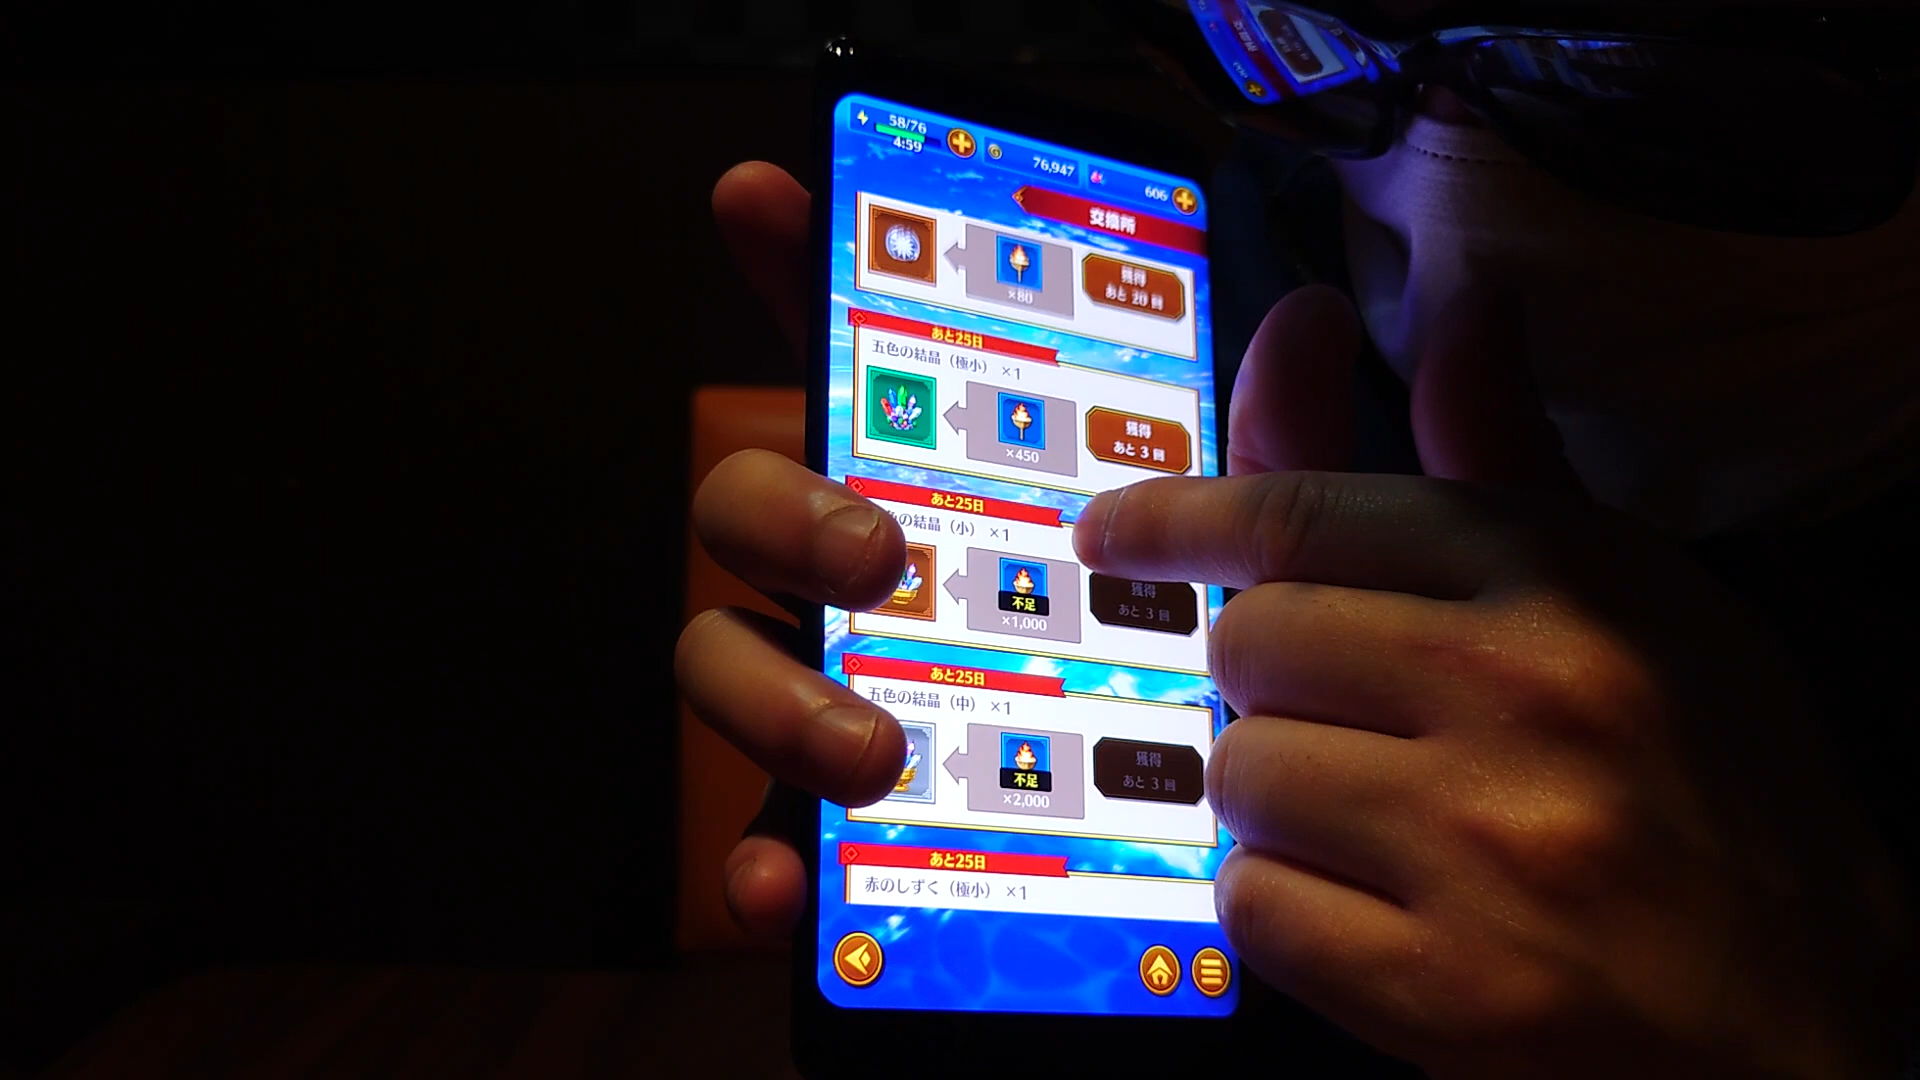 58/76
4:59
76,947
606
交換所
×80
獲得
あと 20 回
あと25日
五色の結晶（極小） ×1
×450
獲得
あと 3 回
あと25日
色の結晶（小） ×1
不足
×1,000
獲得
あと 3 回
あと25日
五色の結晶（中） ×1
不足
×2,000
獲得
あと 3 回
あと25日
赤のしずく（極小） ×1